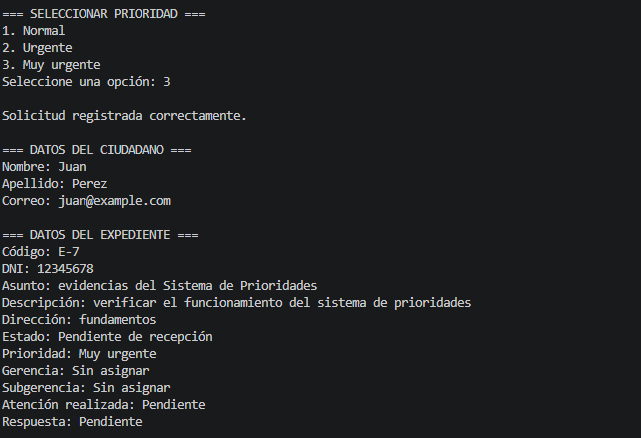 === SELECCIONAR PRIORIDAD ===
1. Normal
2. Urgente
3. Muy urgente
Seleccione una opción: 3
Solicitud registrada correctamente.
=== DATOS DEL CIUDADANO ===
Nombre: Juan
Apellido: Perez
Correo: juan@example.com
=== DATOS DEL EXPEDIENTE ===
Código: E-7
DNI: 12345678
Asunto: evidencias del Sistema de Prioridades
Descripción: verificar el funcionamiento del sistema de prioridades
Dirección: fundamentos
Estado: Pendiente de recepción
Prioridad: Muy urgente
Gerencia: Sin asignar
Subgerencia: Sin asignar
Atención realizada: Pendiente
Respuesta: Pendiente